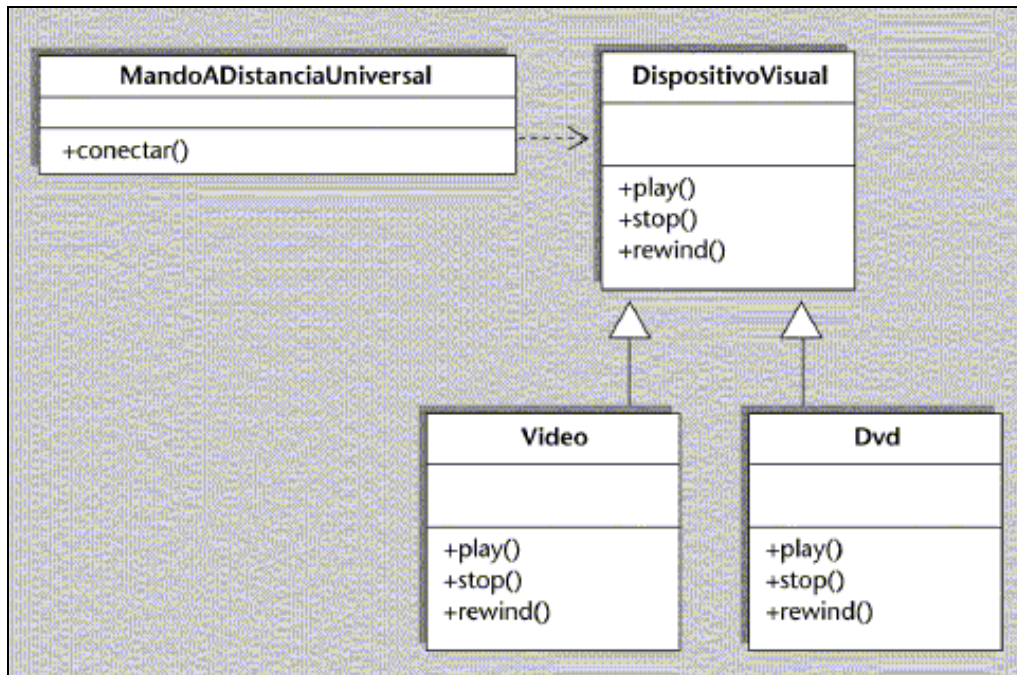 MandoADistanciaUniversal
+conectar()
DispositivoVisual
+play()
+stop()
+rewind()
Video
+play()
+stop()
+rewind()
Dvd
+play()
+stop()
+rewind()